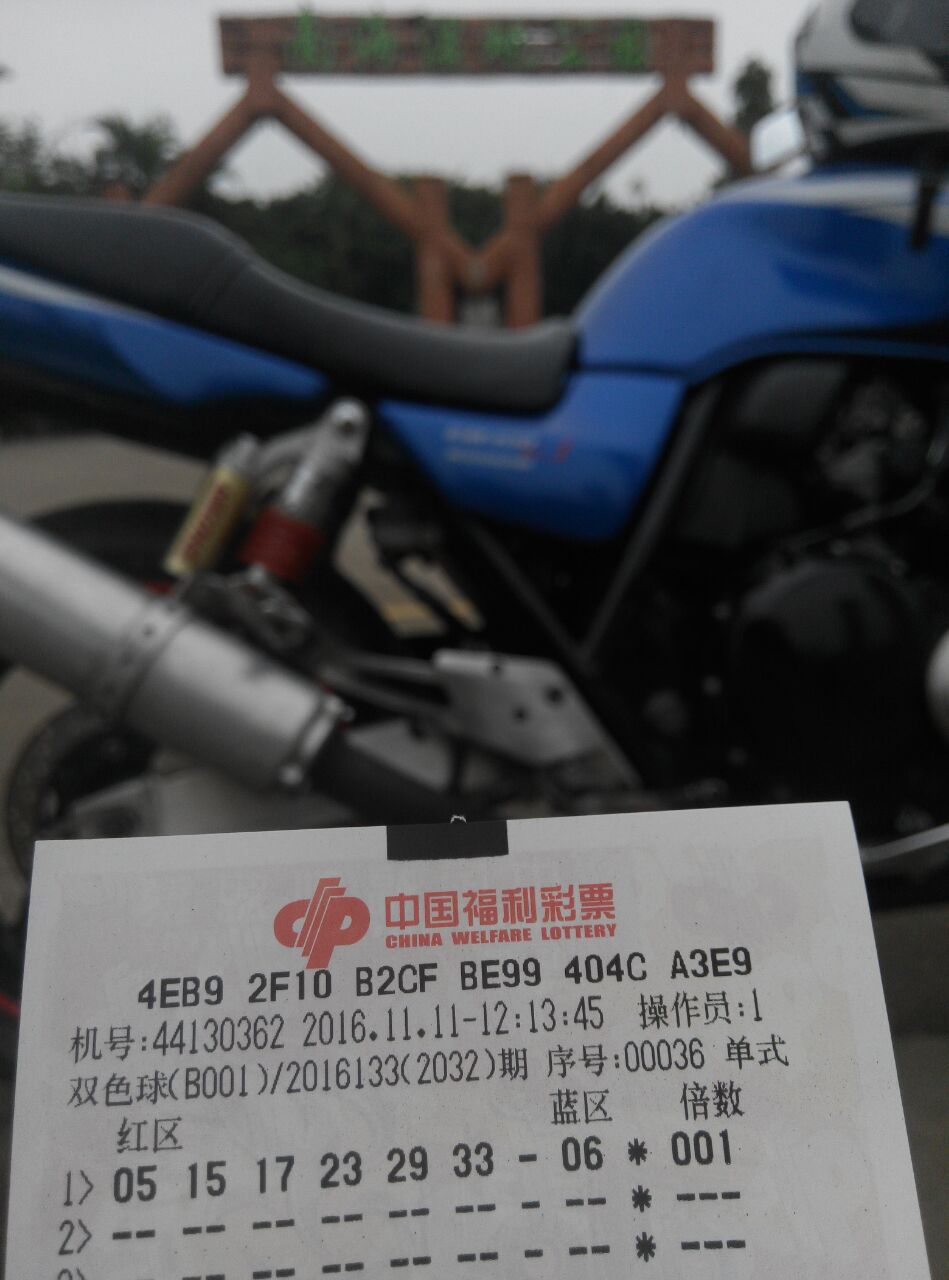 中国福利彩票
CHINA WELFARE LOTTERY
4EB9 2F10 B2CF BE99 404C A3E9
机号:44130362 2016.11.11-12:13:45 操作员:1
双色球(B001)/2016133(2032)期 序号:00036 单式
红区 蓝区 倍数
1> 05 15 17 23 29 33 - 06 * 001
2> -- -- -- -- -- -- - -- * ---
-- -- -- -- -- -- - -- * ---